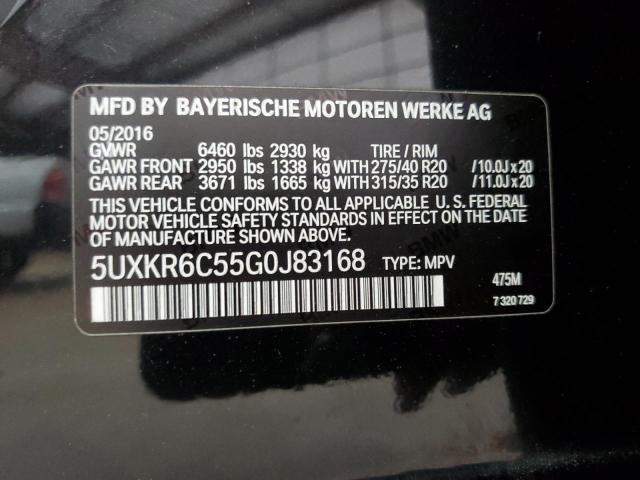 MFD BY BAYERISCHE MOTOREN WERKE AG
05/2016
GVWR 6460 lbs 2930 kg TIRE / RIM
GAWR FRONT 2950 lbs 1338 kg WITH 275/40 R20 / 10.0J x 20
GAWR REAR 3671 lbs 1665 kg WITH 315/35 R20 / 11.0J x 20
THIS VEHICLE CONFORMS TO ALL APPLICABLE U. S. FEDERAL
MOTOR VEHICLE SAFETY STANDARDS IN EFFECT ON THE DATE
OF MANUFACTURE SHOWN ABOVE.
5UXKR6C55G0J83168 TYPE: MPV
475M
7 320 729